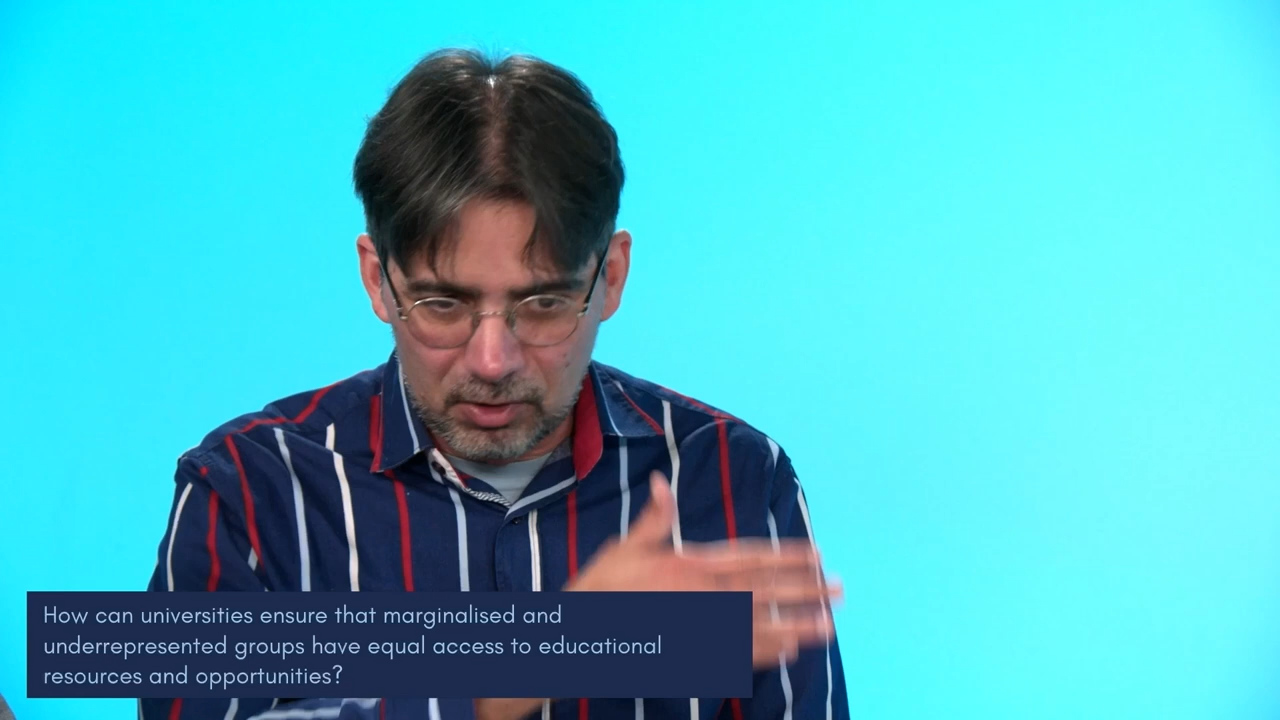 How can universities ensure that marginalised and
underrepresented groups have equal access to educational
resources and opportunities?